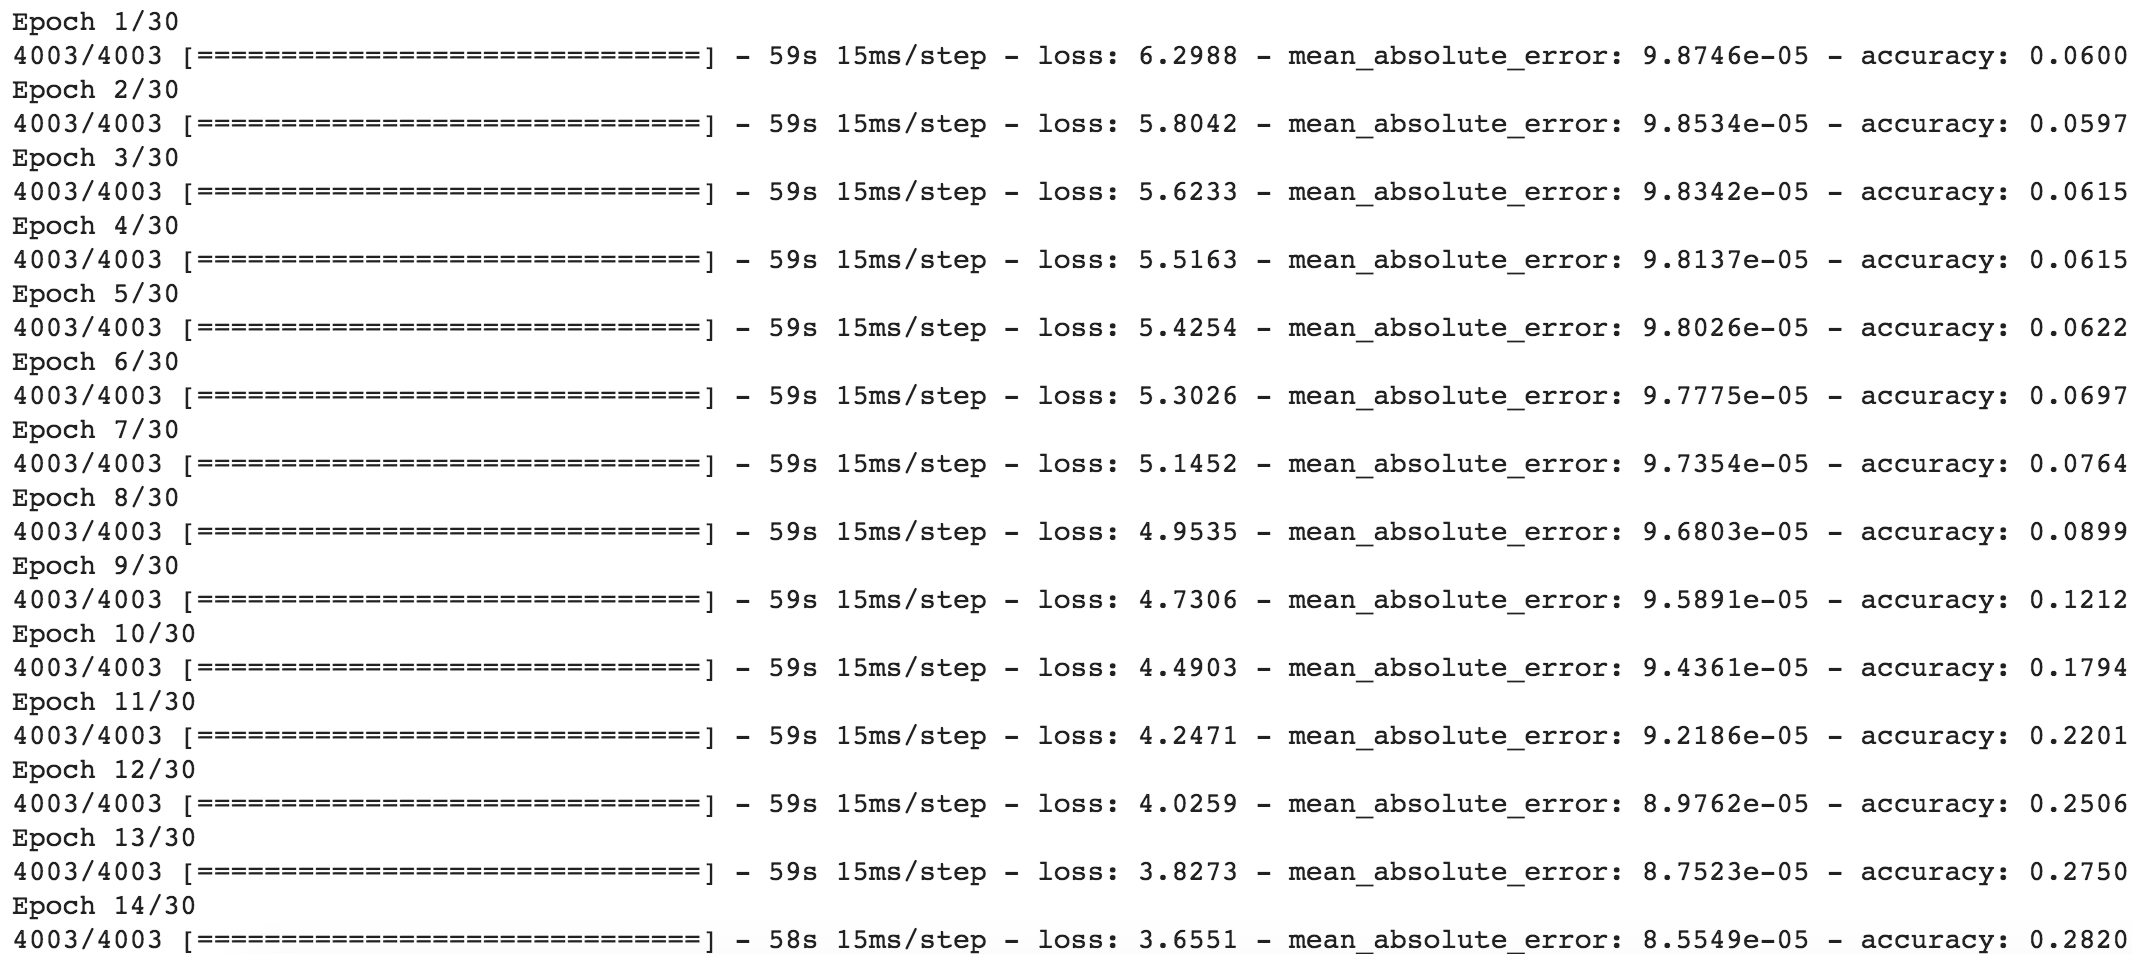 Epoch 1/30
4003/4003 [==============================] - 59s 15ms/step - loss: 6.2988 - mean_absolute_error: 9.8746e-05 - accuracy: 0.0600
Epoch 2/30
4003/4003 [==============================] - 59s 15ms/step - loss: 5.8042 - mean_absolute_error: 9.8534e-05 - accuracy: 0.0597
Epoch 3/30
4003/4003 [==============================] - 59s 15ms/step - loss: 5.6233 - mean_absolute_error: 9.8342e-05 - accuracy: 0.0615
Epoch 4/30
4003/4003 [==============================] - 59s 15ms/step - loss: 5.5163 - mean_absolute_error: 9.8137e-05 - accuracy: 0.0615
Epoch 5/30
4003/4003 [==============================] - 59s 15ms/step - loss: 5.4254 - mean_absolute_error: 9.8026e-05 - accuracy: 0.0622
Epoch 6/30
4003/4003 [==============================] - 59s 15ms/step - loss: 5.3026 - mean_absolute_error: 9.7775e-05 - accuracy: 0.0697
Epoch 7/30
4003/4003 [==============================] - 59s 15ms/step - loss: 5.1452 - mean_absolute_error: 9.7354e-05 - accuracy: 0.0764
Epoch 8/30
4003/4003 [==============================] - 59s 15ms/step - loss: 4.9535 - mean_absolute_error: 9.6803e-05 - accuracy: 0.0899
Epoch 9/30
4003/4003 [==============================] - 59s 15ms/step - loss: 4.7306 - mean_absolute_error: 9.5891e-05 - accuracy: 0.1212
Epoch 10/30
4003/4003 [==============================] - 59s 15ms/step - loss: 4.4903 - mean_absolute_error: 9.4361e-05 - accuracy: 0.1794
Epoch 11/30
4003/4003 [==============================] - 59s 15ms/step - loss: 4.2471 - mean_absolute_error: 9.2186e-05 - accuracy: 0.2201
Epoch 12/30
4003/4003 [==============================] - 59s 15ms/step - loss: 4.0259 - mean_absolute_error: 8.9762e-05 - accuracy: 0.2506
Epoch 13/30
4003/4003 [==============================] - 59s 15ms/step - loss: 3.8273 - mean_absolute_error: 8.7523e-05 - accuracy: 0.2750
Epoch 14/30
4003/4003 [==============================] - 58s 15ms/step - loss: 3.6551 - mean_absolute_error: 8.5549e-05 - accuracy: 0.2820